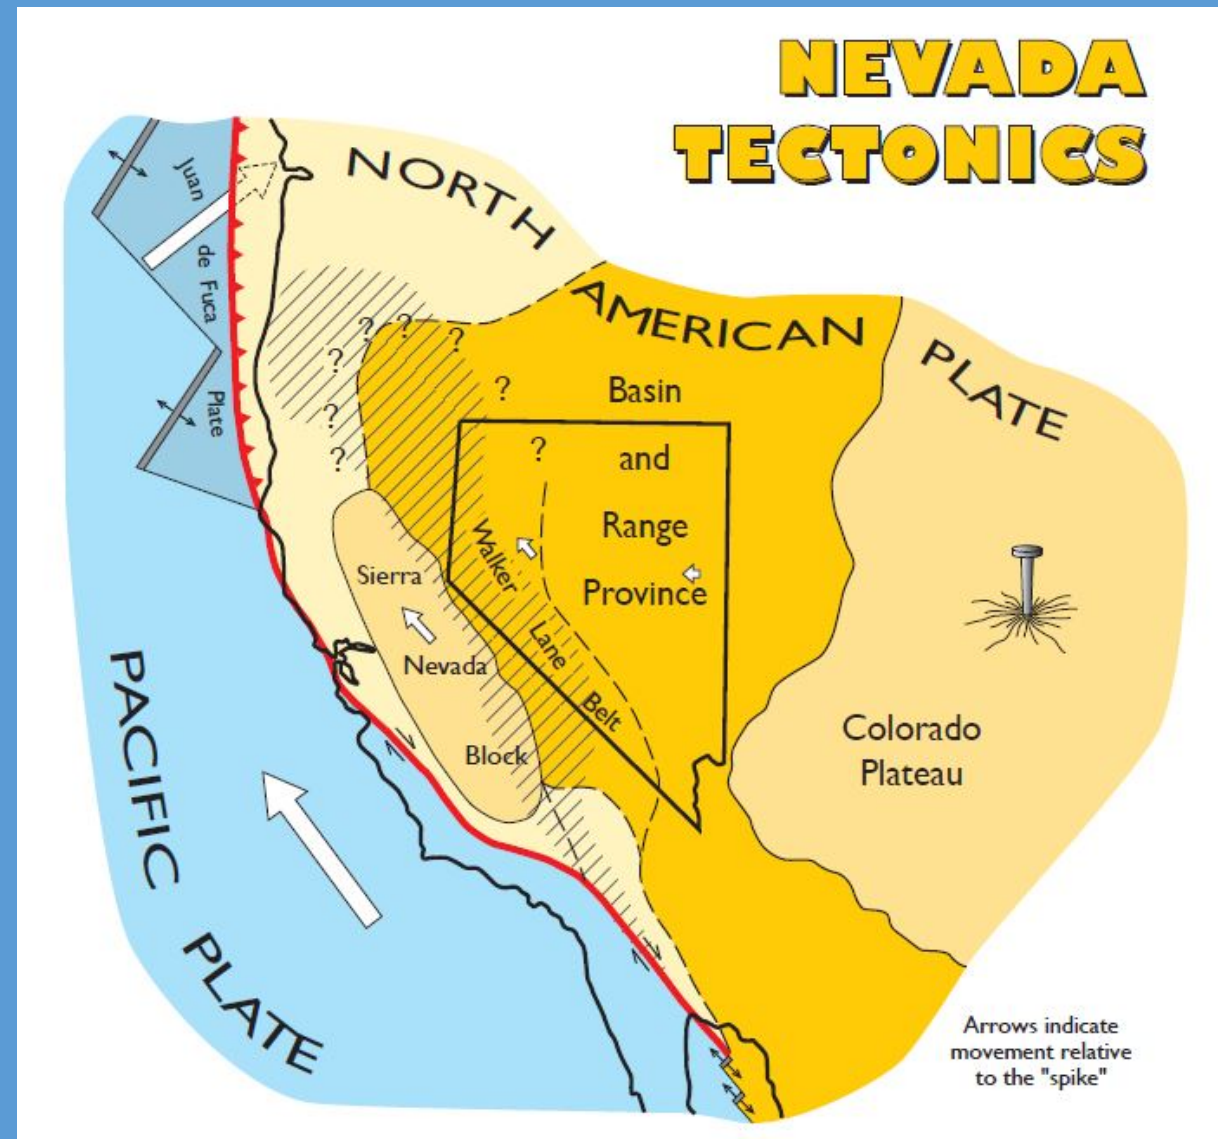 NEVADA
TECTONICS
NORTH
AMERICAN
PLATE
Juan
de Fuca
Plate
? ? ?
?
?
?
?
?
Basin
and
Range
Province
Walker
Lane
Belt
Sierra
Nevada
Block
Colorado
Plateau
PACIFIC
PLATE
Arrows indicate
movement relative
to the "spike"